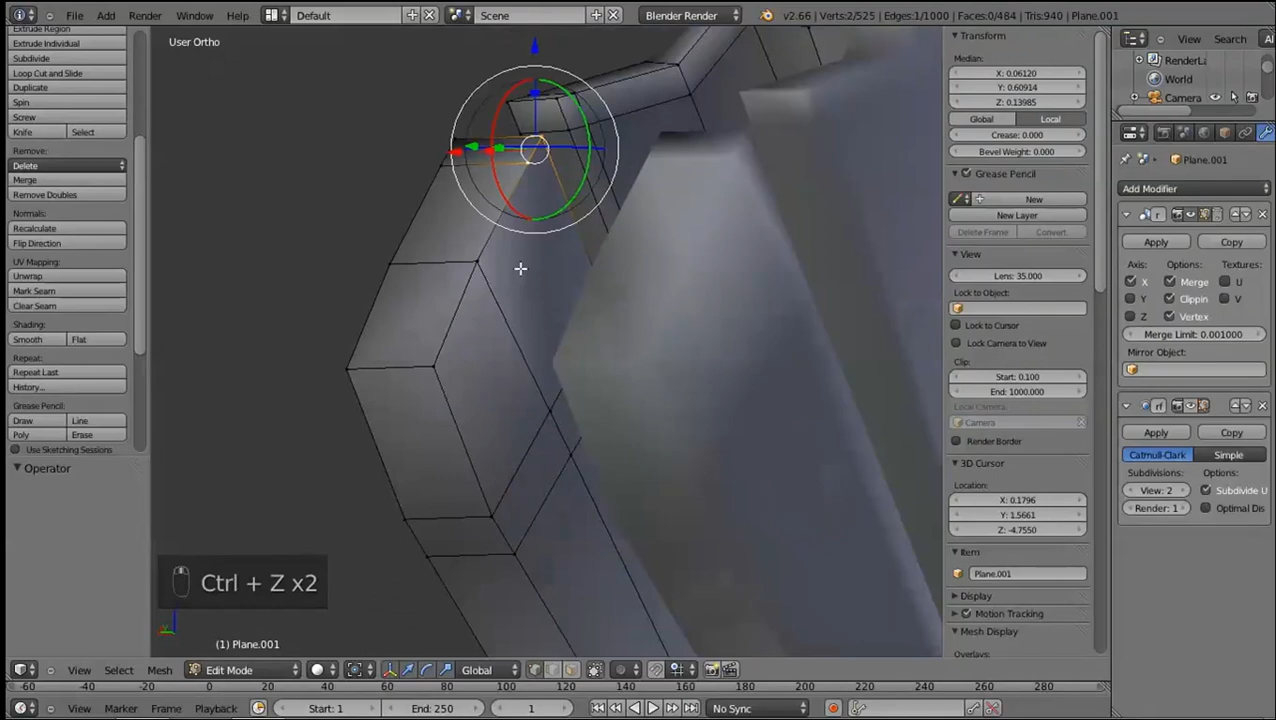 File Add Render Window Help Default Scene Blender Render v2.66 | Verts:2/525 | Edges:1/1000 | Faces:0/484 | Tris:940 | Plane.001
User Ortho
Extrude Region
Extrude Individual
Subdivide
Loop Cut and Slide
Duplicate
Spin
Screw
Knife Select
Remove:
Delete
Merge
Remove Doubles
Normals:
Recalculate
Flip Direction
UV Mapping:
Unwrap
Mark Seam
Clear Seam
Shading:
Smooth Flat
Repeat:
Repeat Last
History...
Grease Pencil:
Draw Line
Poly Erase
Use Sketching Sessions
Operator
Ctrl + Z x2
(1) Plane.001
Transform
Median:
X: 0.06120
Y: 0.60914
Z: 0.13985
Global Local
Crease: 0.000
Bevel Weight: 0.000
Grease Pencil
New
New Layer
Delete Frame Convert
View
Lens: 35.000
Lock to Object:
Lock to Cursor
Lock Camera to View
Clip:
Start: 0.100
End: 1000.000
Local Camera:
Camera
Render Border
3D Cursor
Location:
X: 0.1796
Y: 1.5661
Z: -4.7550
Item
Plane.001
Display
Motion Tracking
Mesh Display
Overlays:
View Search Al
RenderLa
World
Camera
Plane.001
Add Modifier
Apply Copy
Axis: Options: Textures:
X Merge U
Y Clippin V
Z Vertex
Merge Limit: 0.001000
Mirror Object:
Apply Copy
Catmull-Clark Simple
Subdivisions: Options:
View: 2 Subdivide U
Render: 1 Optimal Dis
View Select Mesh Edit Mode Global
-60 -40 -20 0 20 40 60 80 100 120 140 160 180 200 220 240 260 280
View Marker Frame Playback Start: 1 End: 250 1 No Sync